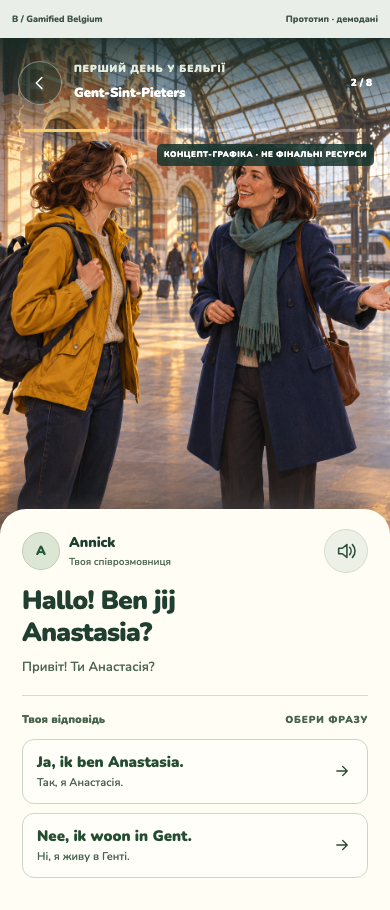 B / Gamified Belgium
Прототип · демодані
ПЕРШИЙ ДЕНЬ У БЕЛЬГІЇ
Gent-Sint-Pieters
2 / 8
КОНЦЕПТ-ГРАФІКА · НЕ ФІНАЛЬНІ РЕСУРСИ
A
Annick
Твоя співрозмовниця
Hallo! Ben jij
Anastasia?
Привіт! Ти Анастасія?
Твоя відповідь
ОБЕРИ ФРАЗУ
Ja, ik ben Anastasia.
Так, я Анастасія.
Nee, ik woon in Gent.
Ні, я живу в Генті.